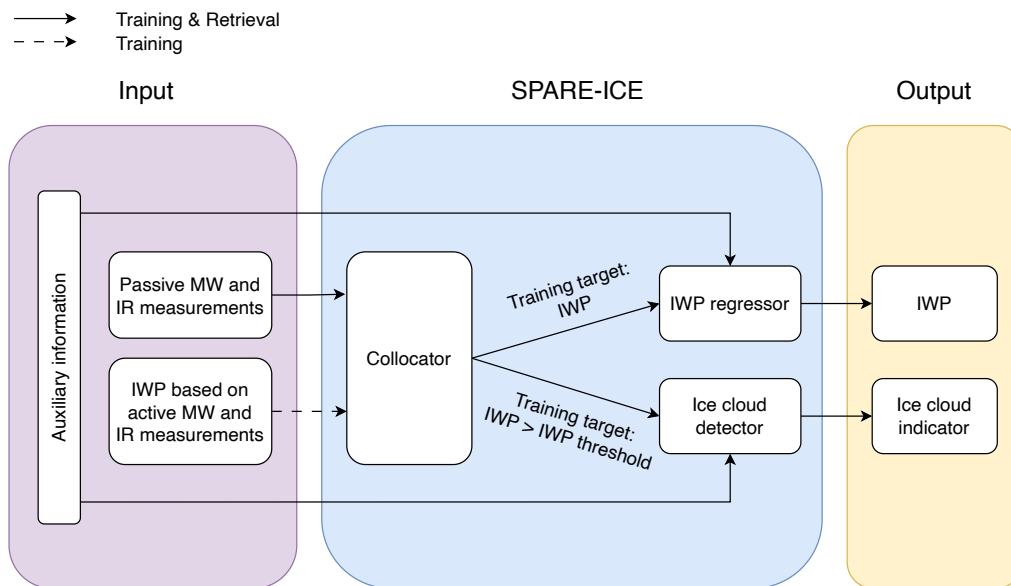 Training & Retrieval
Training
Input
SPARE-ICE
Output
Auxiliary information
Passive MW and
IR measurements
IWP based on
active MW and
IR measurements
Collocator
Training target:
IWP
Training target:
IWP > IWP threshold
IWP regressor
Ice cloud
detector
IWP
Ice cloud
indicator